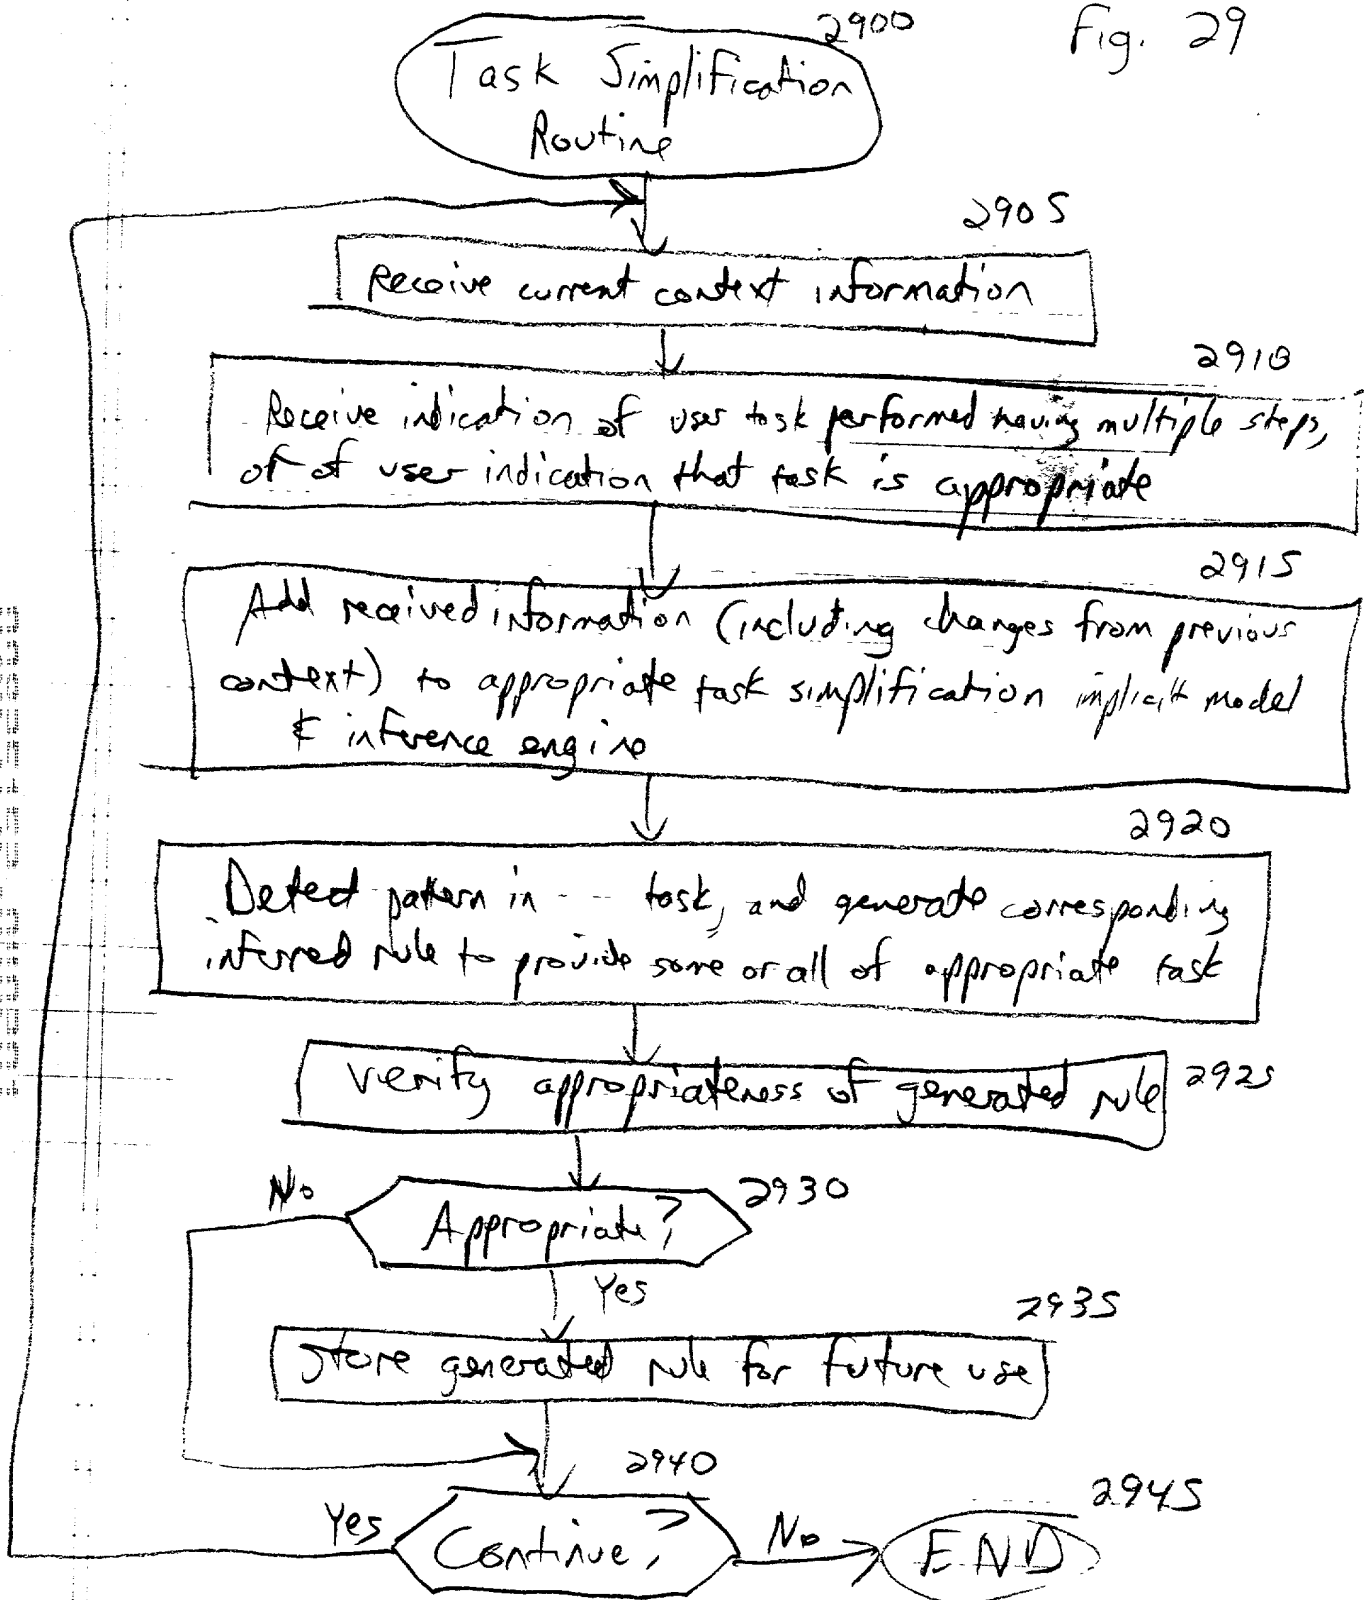 Fig. 29
2900
Task Simplification
Routine
2905
Receive current context information
2910
Receive indication of user task performed having multiple steps,
or of user indication that task is appropriate
2915
Add received information (including changes from previous
context) to appropriate task simplification implicit model
& inference engine
2920
Detect pattern in -- task, and generate corresponding
inferred rule to provide some or all of appropriate task
Verify appropriateness of generated rule
2925
No
2930
Appropriate?
Yes
2935
Store generated rule for future use
2940
2945
Yes
Continue?
No
END